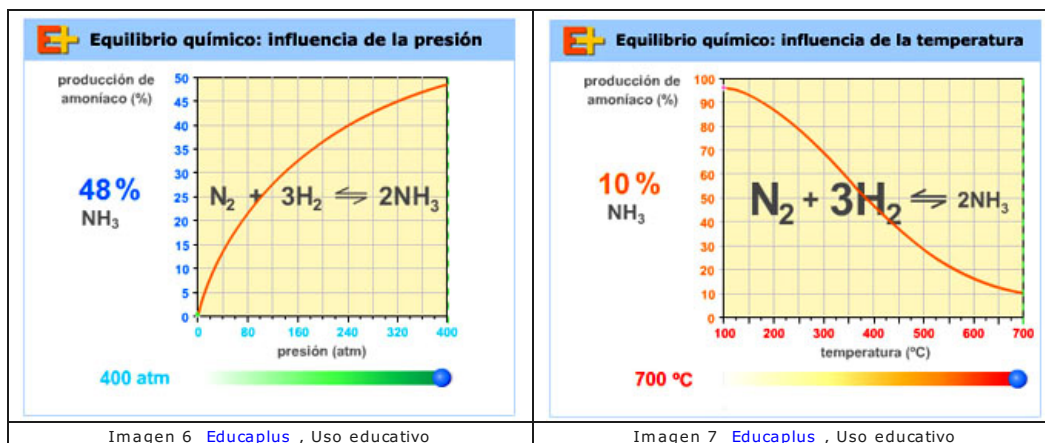 E+ Equilibrio químico: influencia de la presión
producción de
amoníaco (%)
50
45
40
35
30
25
20
15
10
5
0
48%
NH3
N2 + 3H2 ⇋ 2NH3
0 80 160 240 320 400
presión (atm)
400 atm
Imagen 6 Educaplus , Uso educativo
E+ Equilibrio químico: influencia de la temperatura
producción de
amoníaco (%)
100
90
80
70
60
50
40
30
20
10
0
10%
NH3
N2 + 3H2 ⇋ 2NH3
100 200 300 400 500 600 700
temperatura (ºC)
700 ºC
Imagen 7 Educaplus , Uso educativo